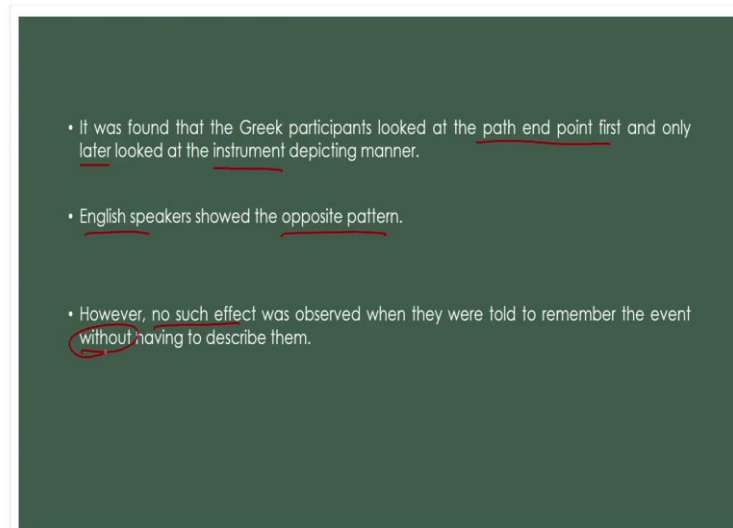 • It was found that the Greek participants looked at the path end point first and only
later looked at the instrument depicting manner.
• English speakers showed the opposite pattern.
• However, no such effect was observed when they were told to remember the event
without having to describe them.